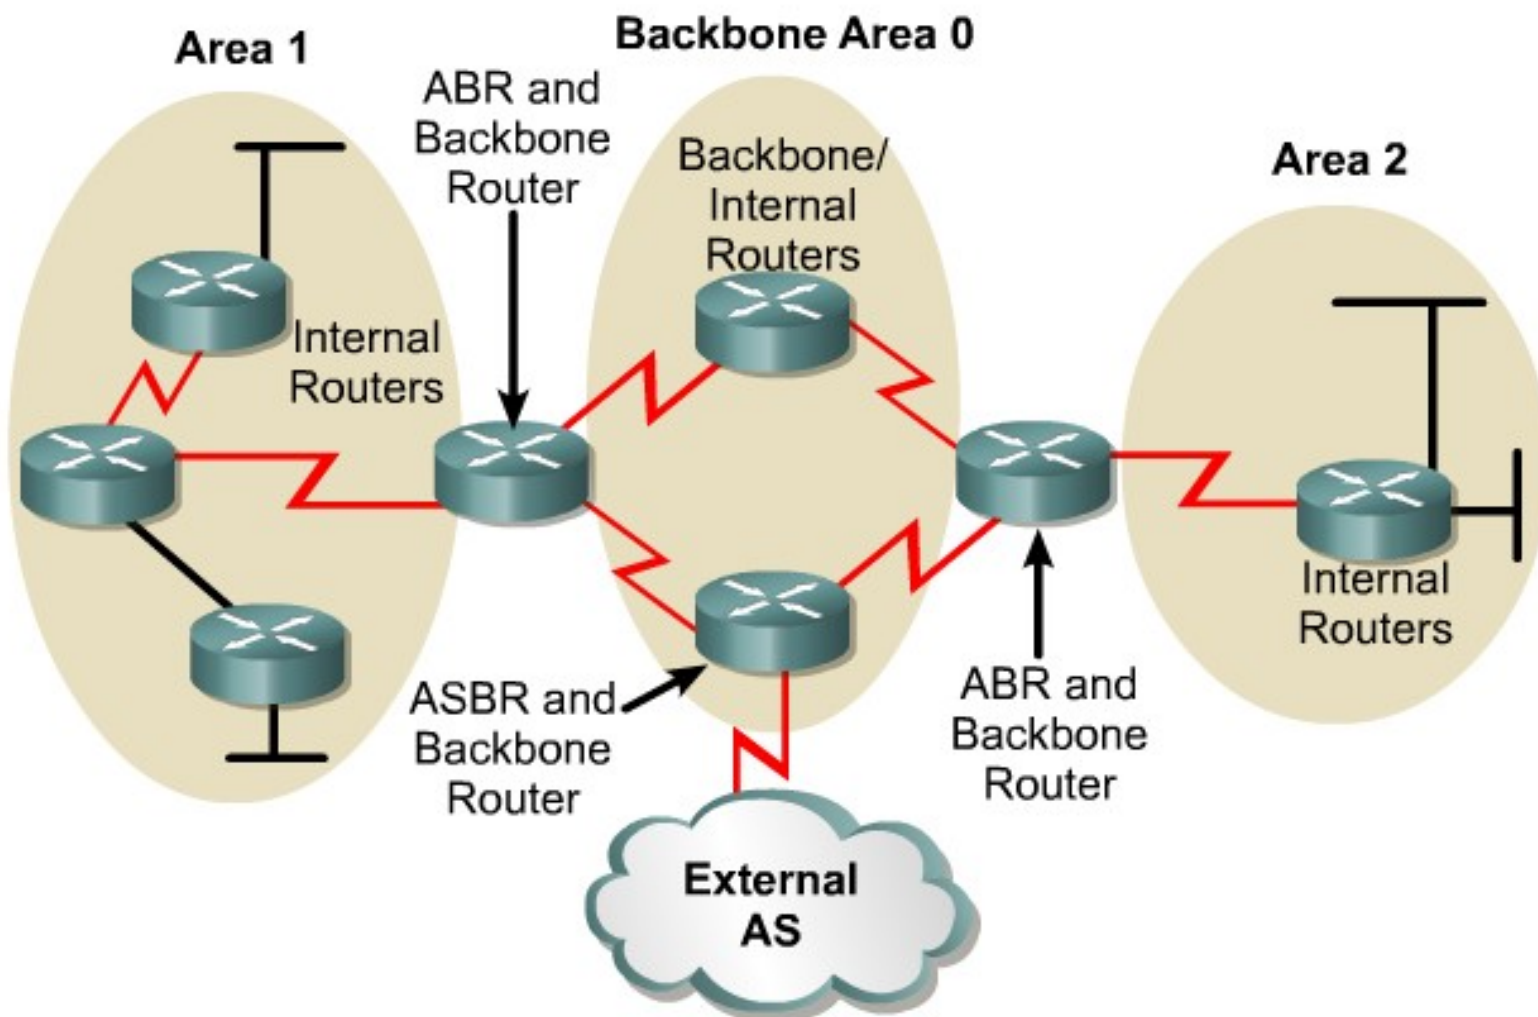 Area 1
Backbone Area 0
ABR and
Backbone
Router
Backbone/
Internal
Routers
Area 2
Internal
Routers
Internal
Routers
ASBR and
Backbone
Router
ABR and
Backbone
Router
External
AS